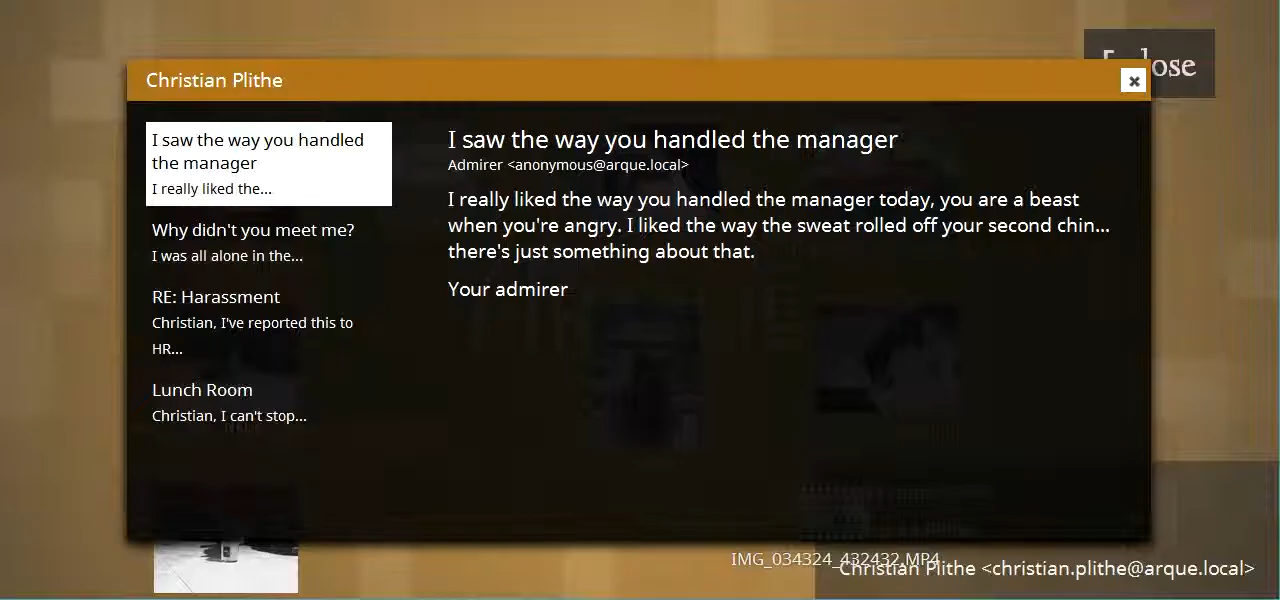 Christian Plithe
I saw the way you handled
the manager
I really liked the...
Why didn't you meet me?
I was all alone in the...
RE: Harassment
Christian, I've reported this to
HR...
Lunch Room
Christian, I can't stop...
I saw the way you handled the manager
Admirer <anonymous@arque.local>
I really liked the way you handled the manager today, you are a beast
when you're angry. I liked the way the sweat rolled off your second chin...
there's just something about that.
Your admirer
IMG_034324_432432.MP4
Christian Plithe <christian.plithe@arque.local>